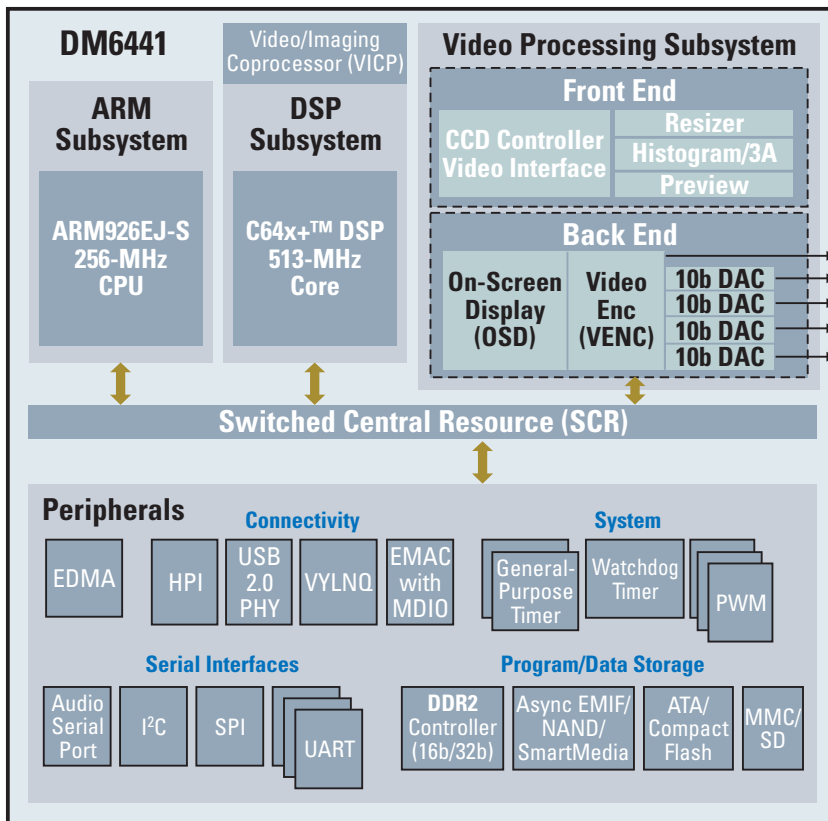 DM6441
Video/Imaging
Coprocessor (VICP)
Video Processing Subsystem
ARM
Subsystem
ARM926EJ-S
256-MHz
CPU
DSP
Subsystem
C64x+™ DSP
513-MHz
Core
Front End
CCD Controller
Video Interface
Resizer
Histogram/3A
Preview
Back End
On-Screen
Display
(OSD)
Video
Enc
(VENC)
10b DAC
10b DAC
10b DAC
10b DAC
Switched Central Resource (SCR)
Peripherals
Connectivity
EDMA
HPI
USB
2.0
PHY
VYLNQ
EMAC
with
MDIO
System
General-
Purpose
Timer
Watchdog
Timer
PWM
Serial Interfaces
Audio
Serial
Port
I²C
SPI
UART
Program/Data Storage
DDR2
Controller
(16b/32b)
Async EMIF/
NAND/
SmartMedia
ATA/
Compact
Flash
MMC/
SD